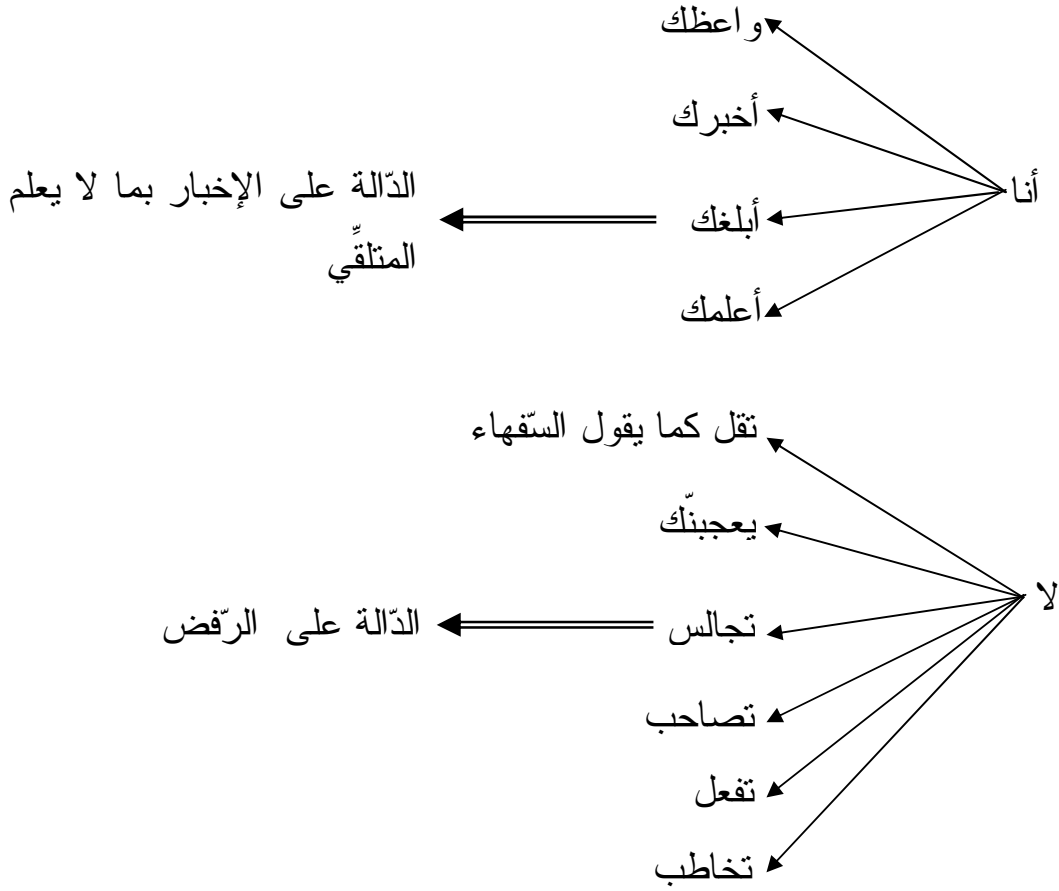 واعظك
أخبرك
أنا
أبلغك
الدّالة على الإخبار بما لا يعلم
المتلقِّي
أعلمك
تقل كما يقول السّفهاء
يعجبنّك
لا
تجالس
الدّالة على الرّفض
تصاحب
تفعل
تخاطب